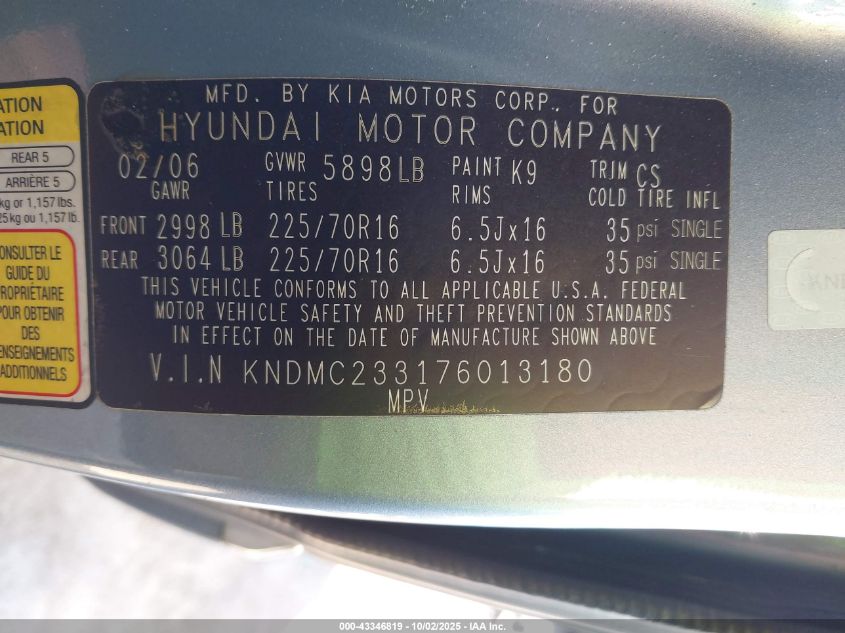 ATION
ATION
REAR 5
ARRIÈRE 5
kg or 1,157 lbs.
25 kg ou 1,157 lb.
CONSULTER LE
GUIDE DU
PROPRIÉTAIRE
POUR OBTENIR
DES
ENSEIGNEMENTS
ADDITIONNELS
MFD. BY KIA MOTORS CORP., FOR
HYUNDAI MOTOR COMPANY
02/06 GVWR 5898LB PAINT K9 TRIM CS
GAWR TIRES RIMS COLD TIRE INFL
FRONT 2998 LB 225/70R16 6.5Jx16 35 psi SINGLE
REAR 3064 LB 225/70R16 6.5Jx16 35 psi SINGLE
THIS VEHICLE CONFORMS TO ALL APPLICABLE U.S.A. FEDERAL
MOTOR VEHICLE SAFETY AND THEFT PREVENTION STANDARDS
IN EFFECT ON THE DATE OF MANUFACTURE SHOWN ABOVE
V.I.N KNDMC233176013180
MPV
000-43346819 - 10/02/2025 - IAA Inc.